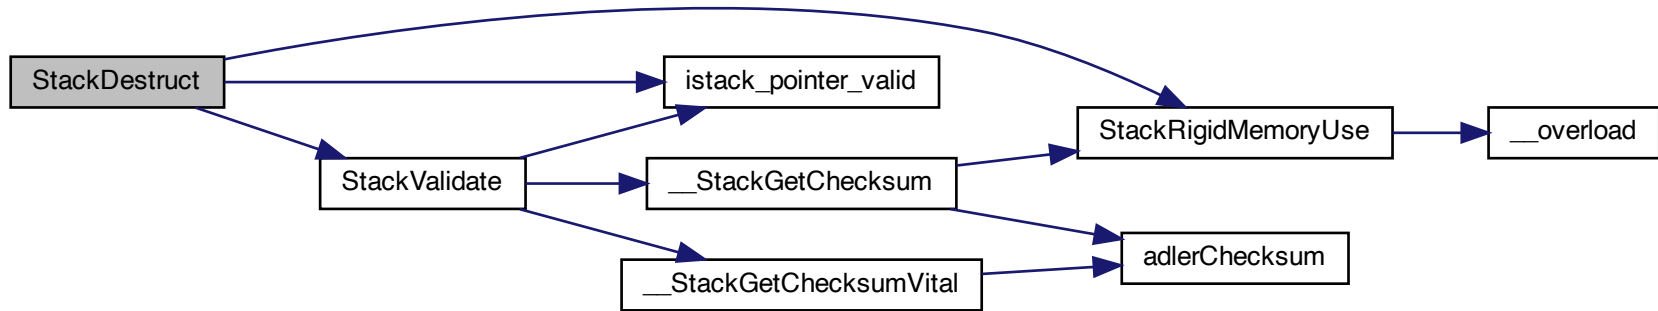 StackDestruct
istack_pointer_valid
StackRigidMemoryUse
__overload
StackValidate
__StackGetChecksum
adlerChecksum
__StackGetChecksumVital